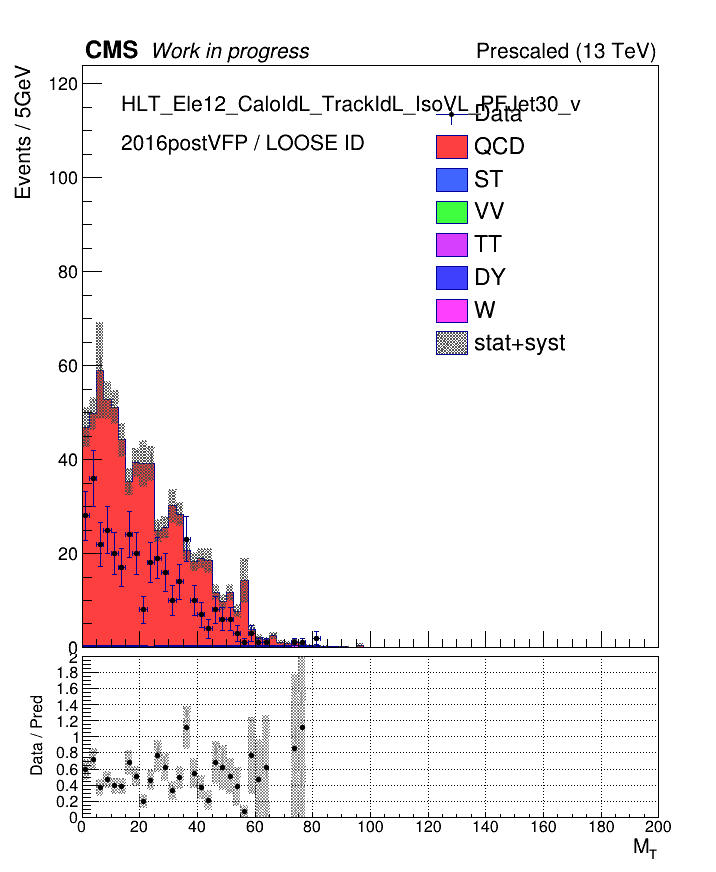 CMS Work in progress Prescaled (13 TeV)
Events / 5GeV
120
100
80
60
40
20
0
HLT_Ele12_CaloIdL_TrackIdL_IsoVL_PFJet30_v
2016postVFP / LOOSE ID
Data
QCD
ST
VV
TT
DY
W
stat+syst
Data / Pred
2
1.8
1.6
1.4
1.2
1
0.8
0.6
0.4
0.2
0
0 20 40 60 80 100 120 140 160 180 200
M_T